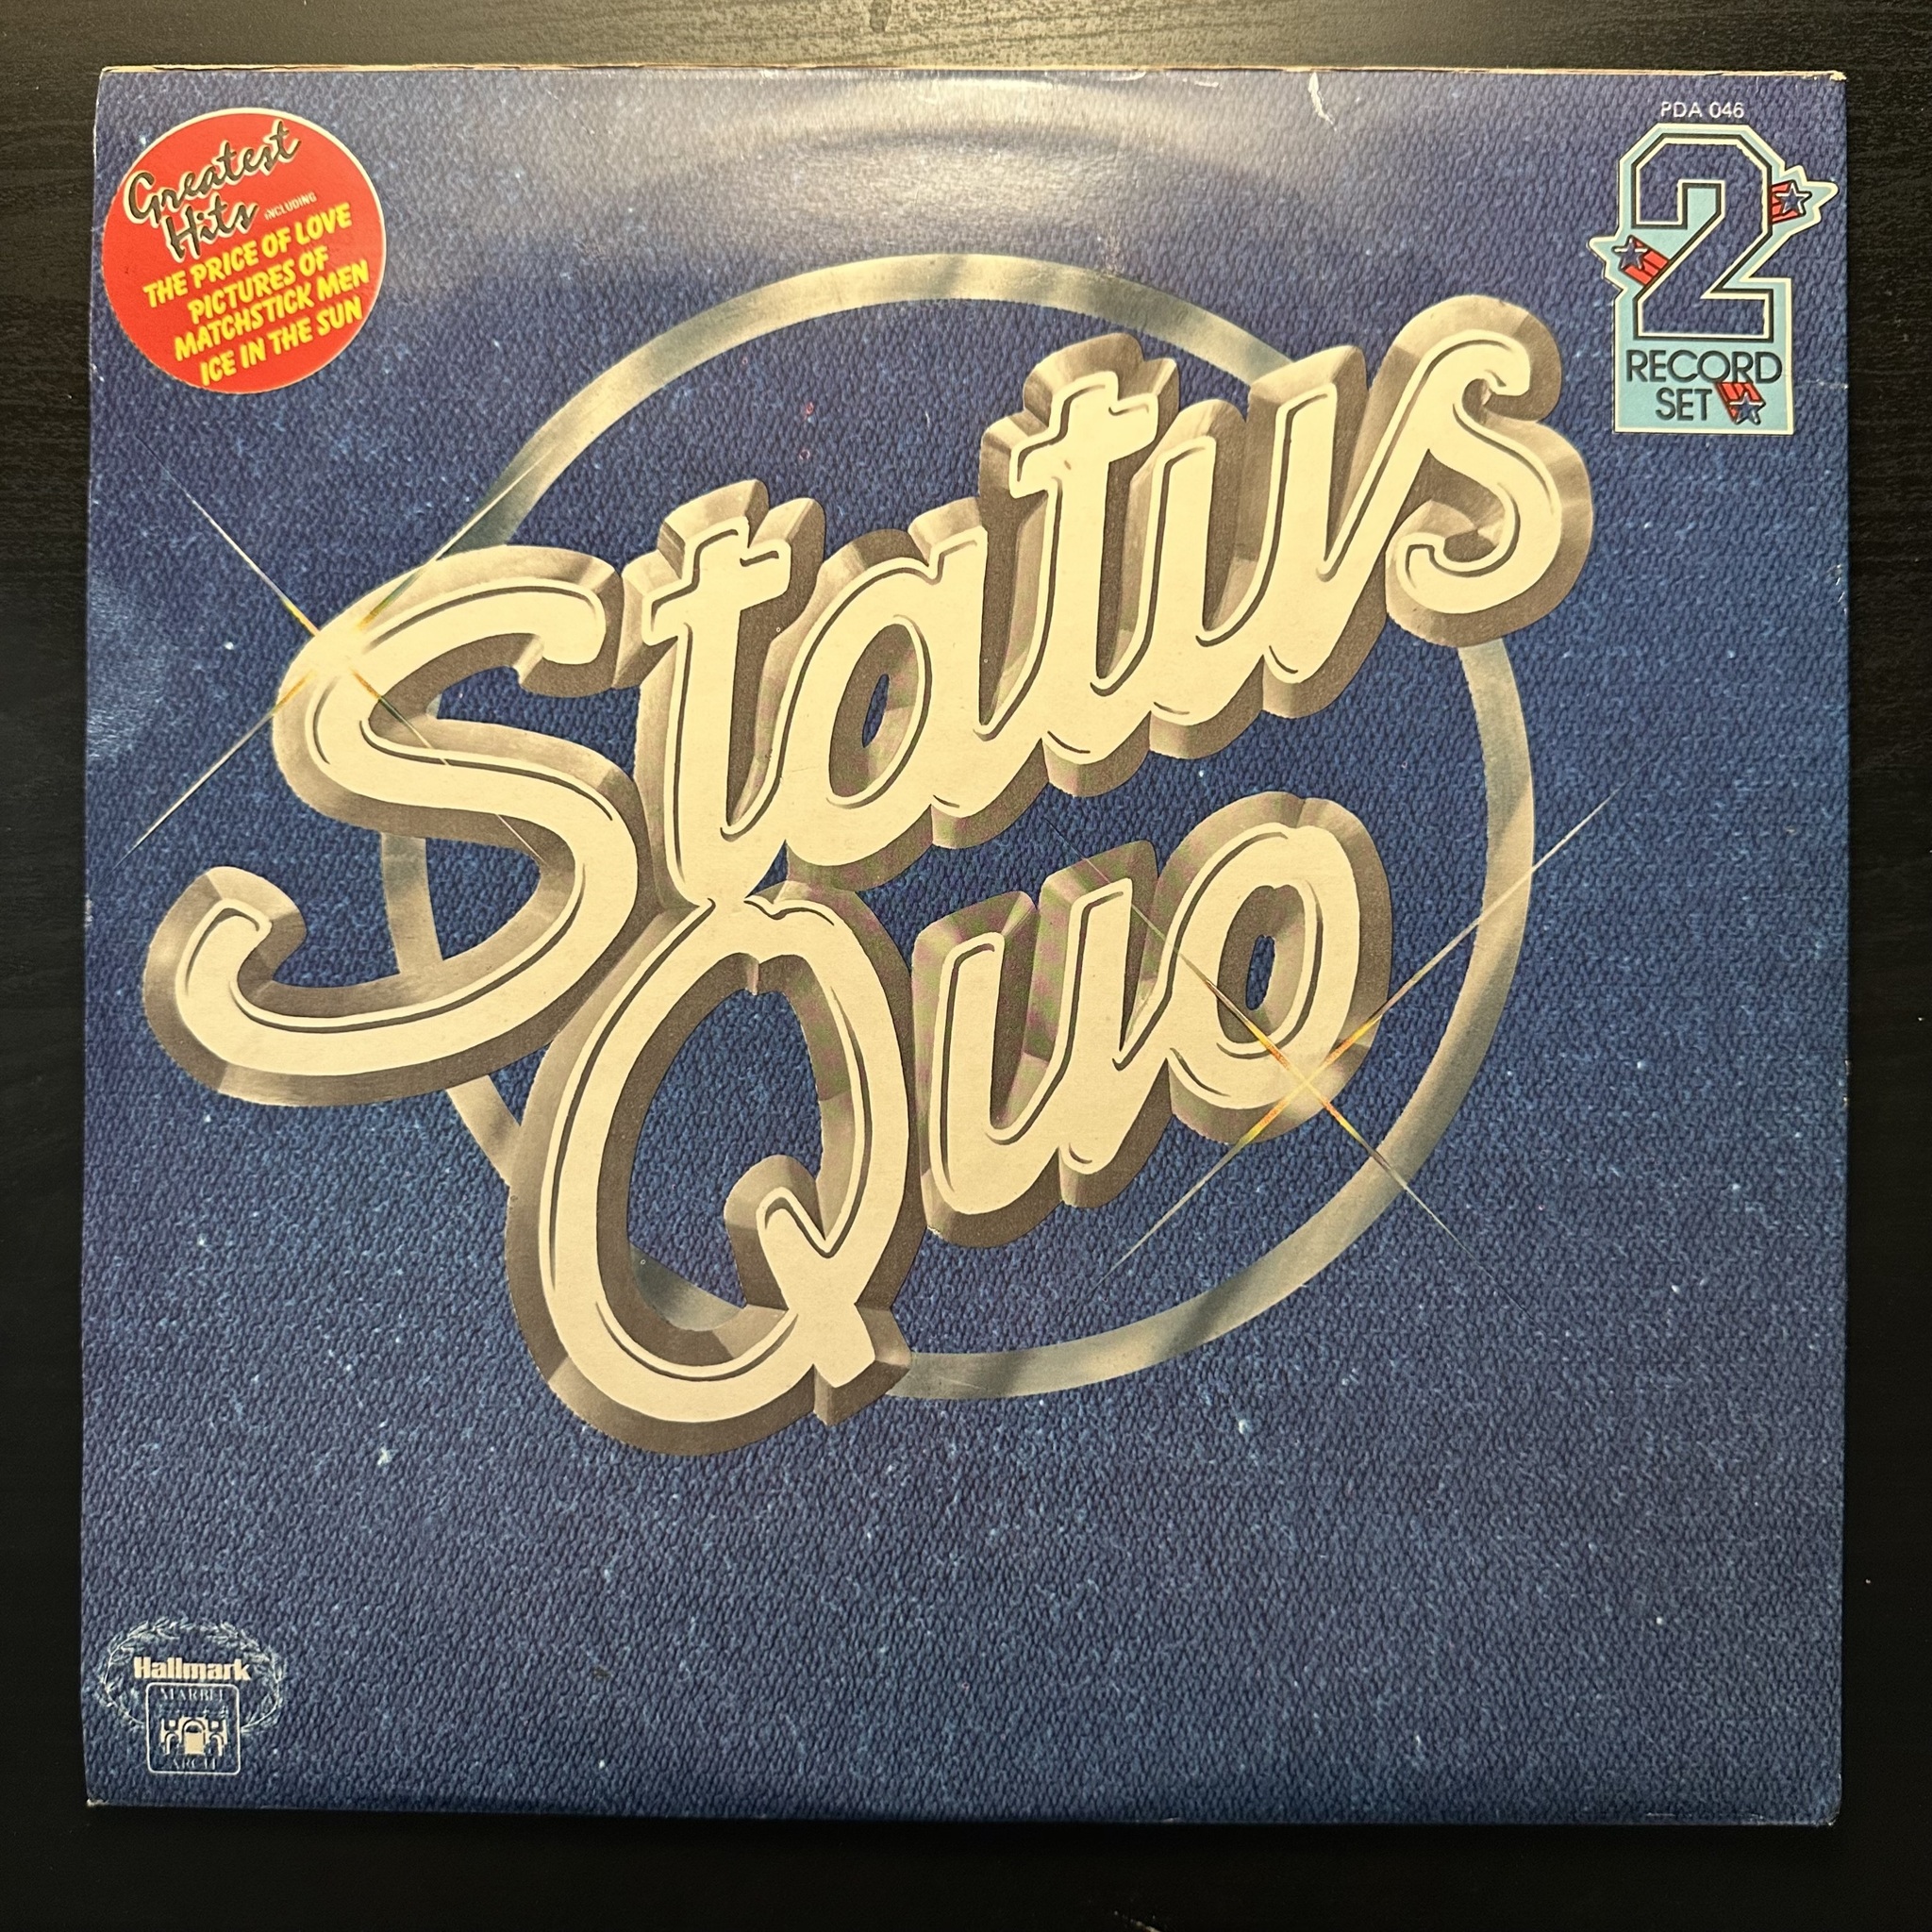 Greatest
Hits INCLUDING
THE PRICE OF LOVE
PICTURES OF
MATCHSTICK MEN
ICE IN THE SUN
PDA 046
2
RECORD
SET
Status
Quo
Hallmark
MARBLE
ARCH